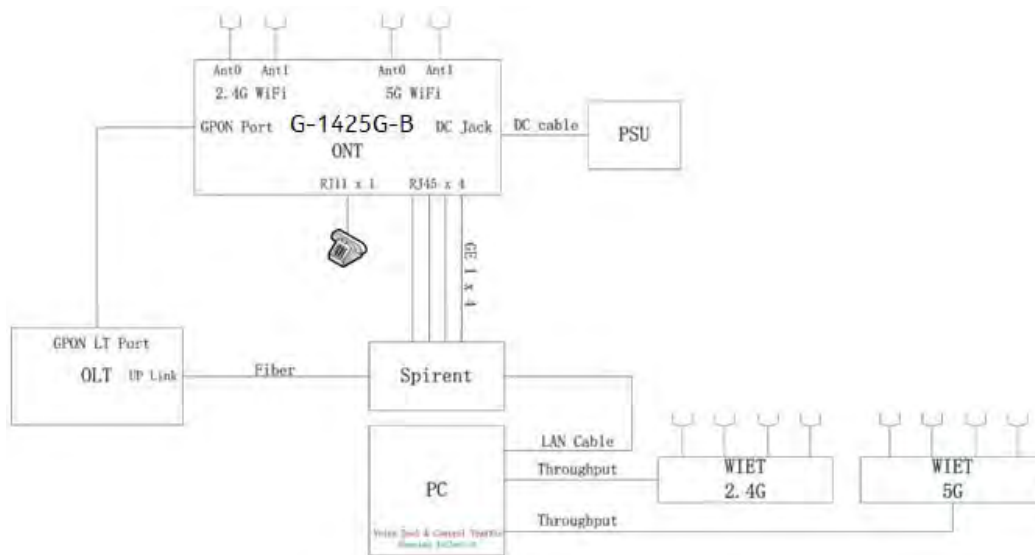 Ant0 Ant1 Ant0 Ant1
2.4G WiFi 5G WiFi
GPON Port G-1425G-B DC Jack DC cable PSU
ONT
RJ11 x 1 RJ45 x 4
GE 1 x 4
GPON LT Port
OLT UP Link Fiber Spirent
LAN Cable
Throughput WIET WIET
PC 2.4G 5G
Throughput
& Control Traffic